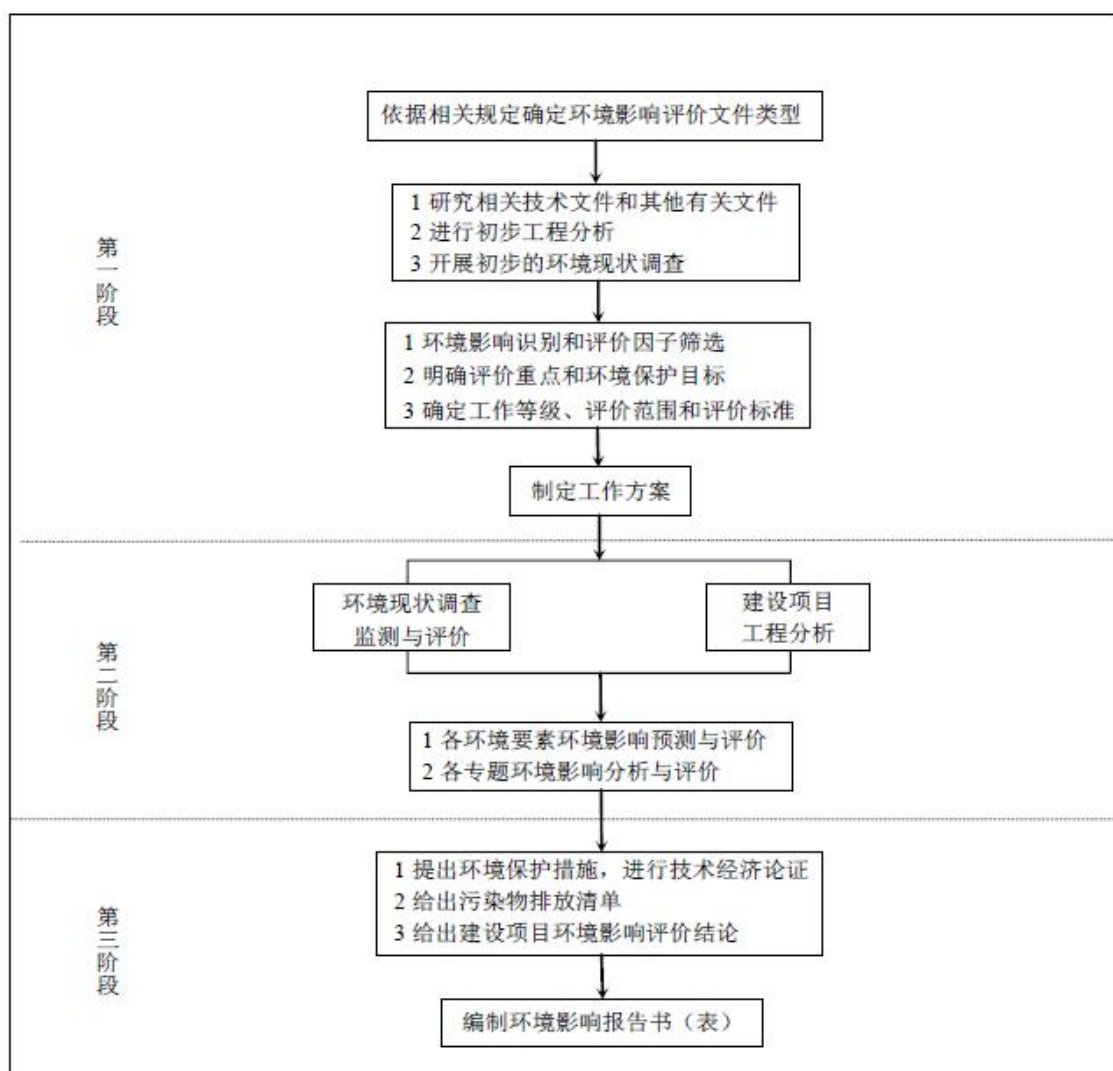 依据相关规定确定环境影响评价文件类型
1 研究相关技术文件和其他有关文件
2 进行初步工程分析
3 开展初步的环境现状调查
第一阶段
1 环境影响识别和评价因子筛选
2 明确评价重点和环境保护目标
3 确定工作等级、评价范围和评价标准
制定工作方案
第二阶段
环境现状调查
监测与评价
建设项目
工程分析
1 各环境要素环境影响预测与评价
2 各专题环境影响分析与评价
第三阶段
1 提出环境保护措施，进行技术经济论证
2 给出污染物排放清单
3 给出建设项目环境影响评价结论
编制环境影响报告书（表）